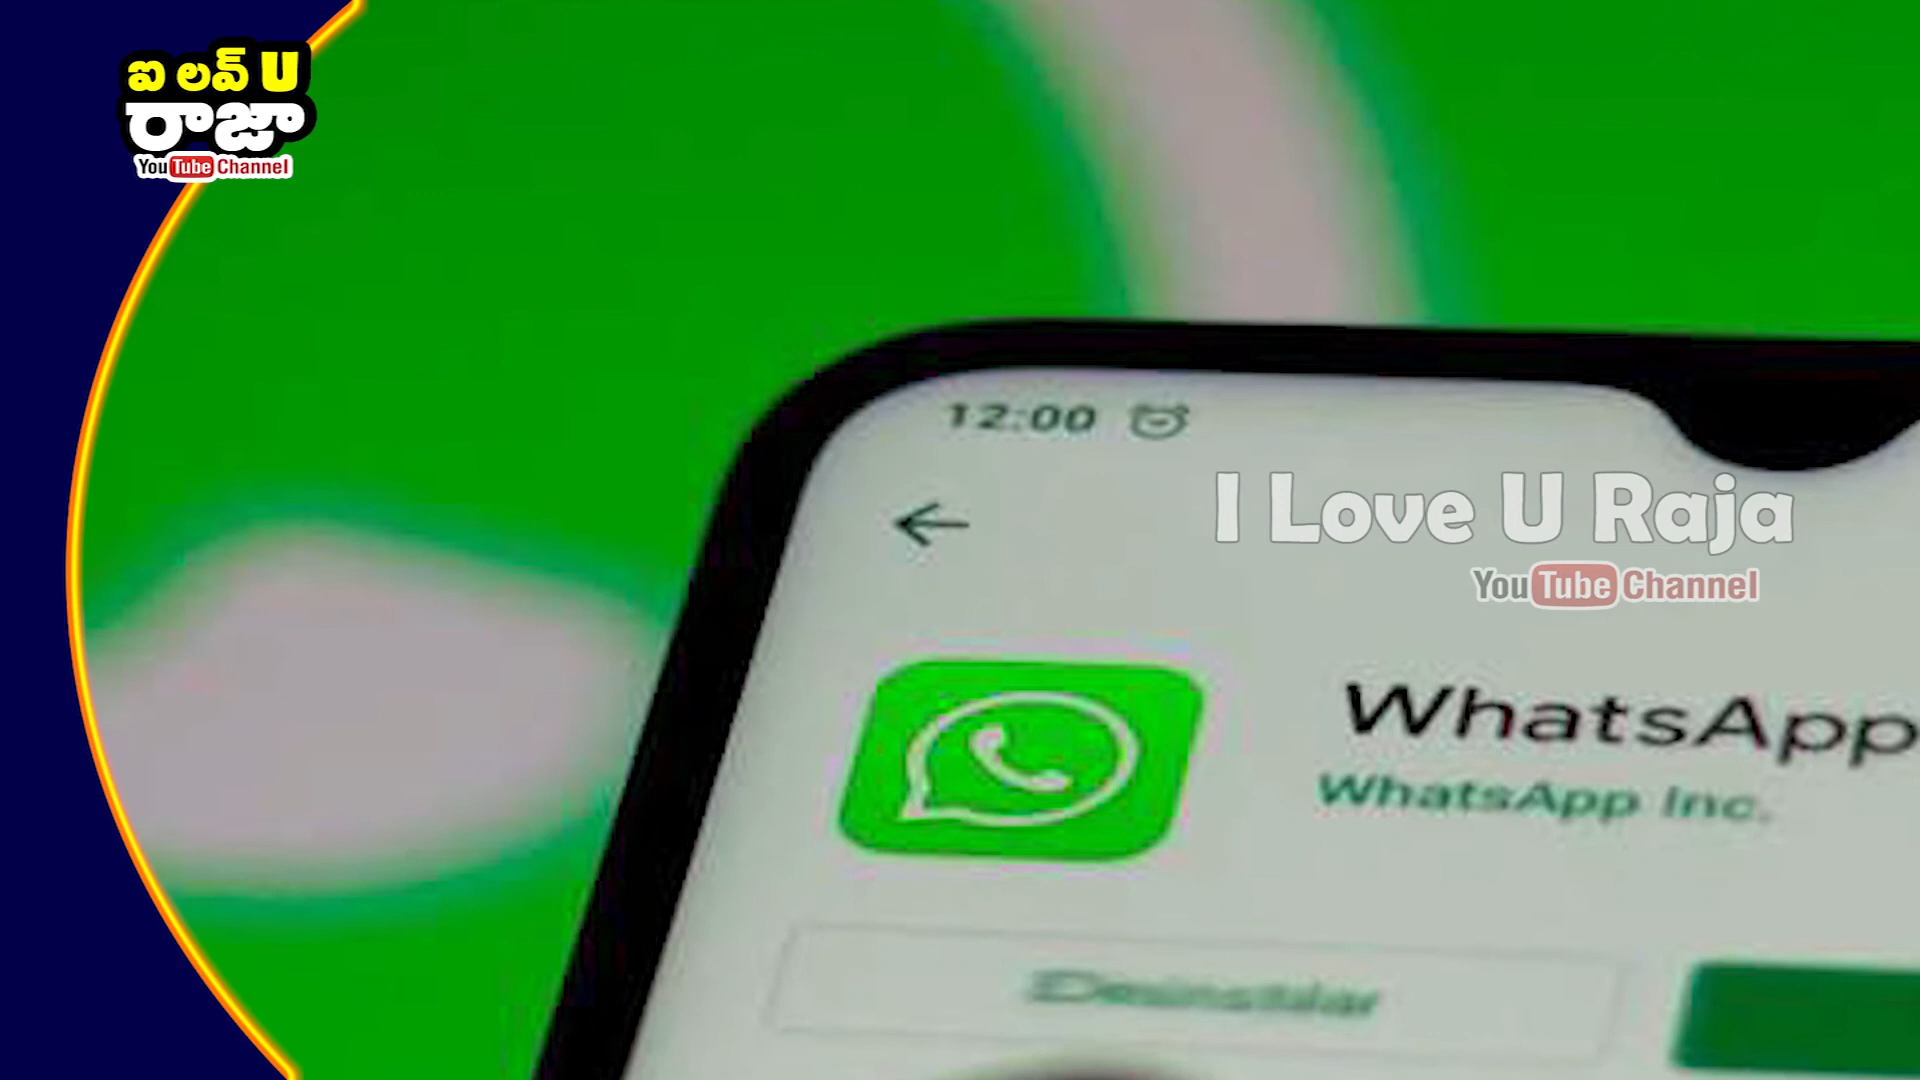 ఐ లవ్ U
రాజా
YouTube Channel
12:00
I Love U Raja
YouTube Channel
WhatsApp
WhatsApp Inc.
Desinstalar